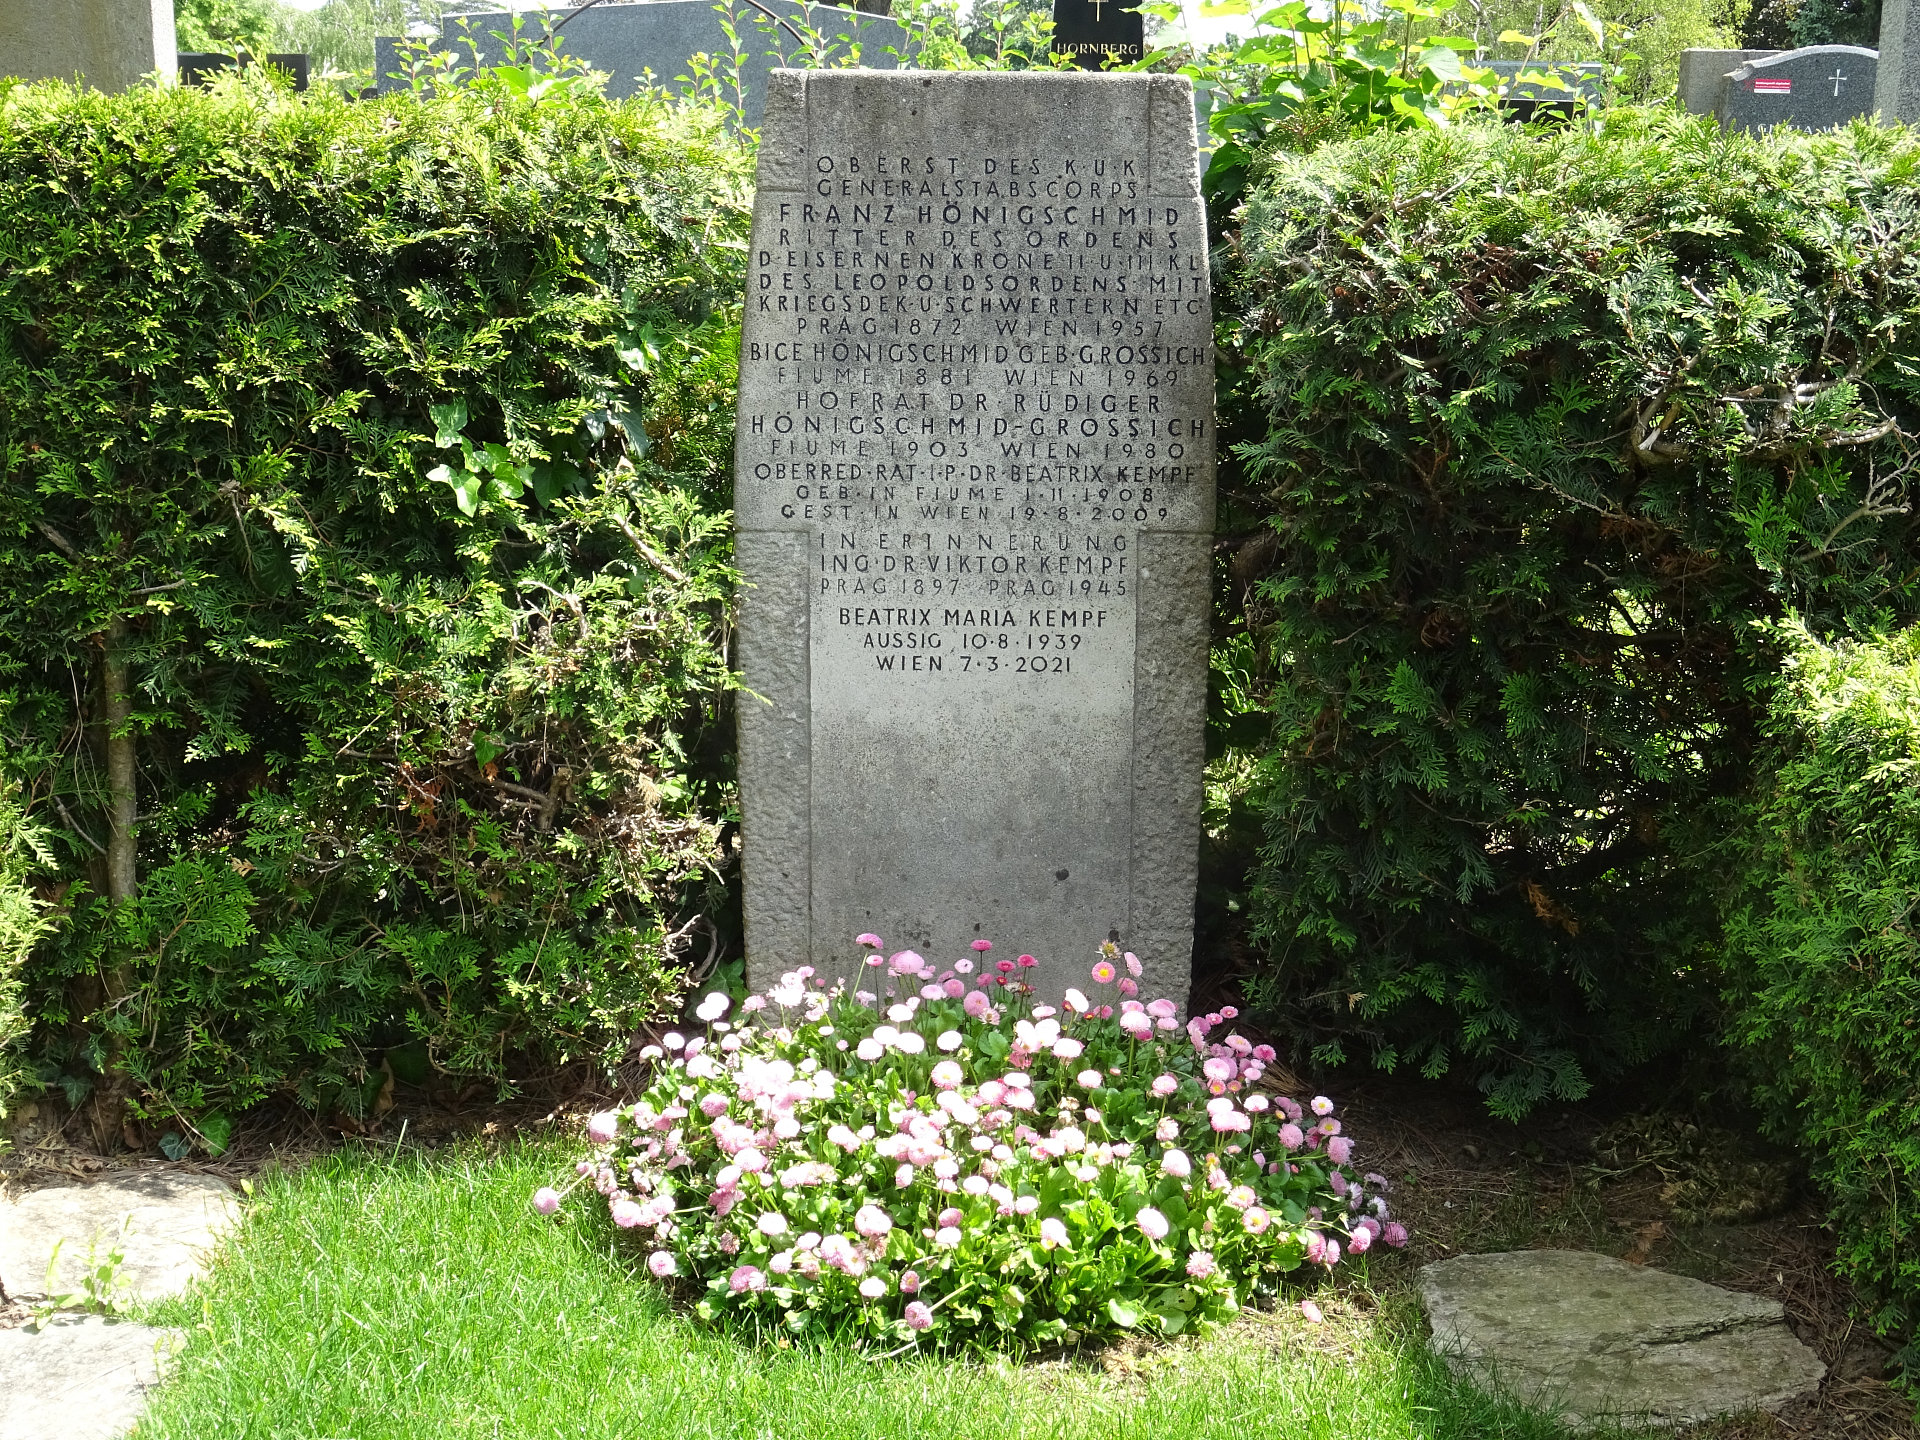 HORNBERG
OBERST DES K·U·K·
GENERALSTABSCORPS
FRANZ HÖNIGSCHMID
RITTER DES ORDENS
D·EISERNEN KRONE II·U·III·KL
DES LEOPOLDSORDENS·MIT
KRIEGSDEK·U·SCHWERTERN ETC
PRAG 1872 WIEN 1957
BICE HÖNIGSCHMID GEB·GROSSICH
FIUME 1881 WIEN 1969
HOFRAT DR·RÜDIGER
HÖNIGSCHMID-GROSSICH
FIUME 1903 WIEN 1980
OBERRED·RAT·I·P·DR·BEATRIX KEMPF
GEB·IN FIUME 1·11·1908
GEST·IN WIEN 19·8·2009
IN ERINNERUNG
ING·DR·VIKTOR KEMPF
PRAG 1897 PRAG 1945
BEATRIX MARIA KEMPF
AUSSIG 10·8·1939
WIEN 7·3·2021